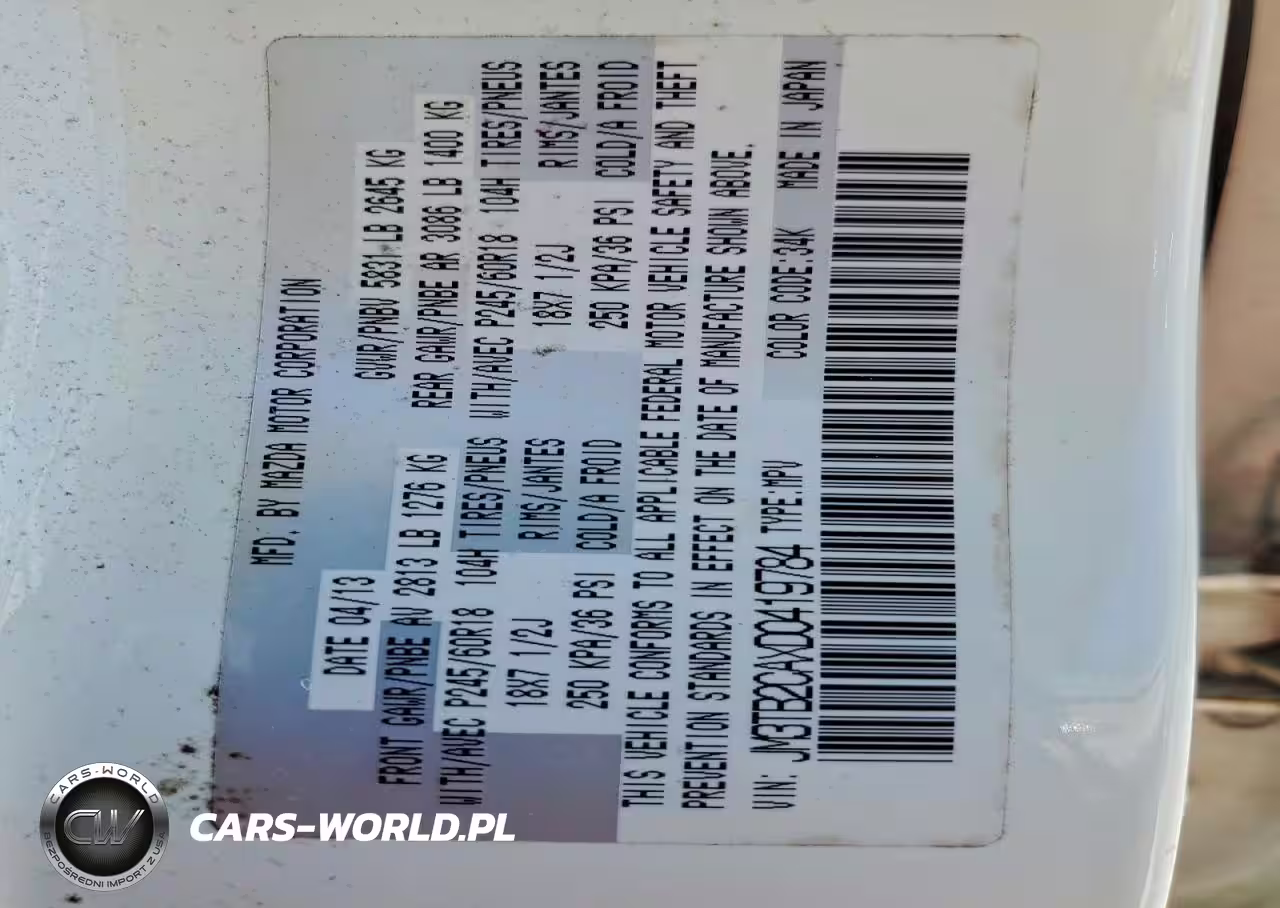 MFD. BY MAZDA MOTOR CORPORATION
DATE 04/13 GVWR/PNBV 5831 LB 2645 KG
FRONT GAWR/PNBE AV 2813 LB 1276 KG REAR GAWR/PNBE AR 3086 LB 1400 KG
WITH/AVEC P245/60R18 104H TIRES/PNEUS WITH/AVEC P245/60R18 104H TIRES/PNEUS
18X7 1/2J RIMS/JANTES 18X7 1/2J RIMS/JANTES
250 KPA/36 PSI COLD/A FROID 250 KPA/36 PSI COLD/A FROID
THIS VEHICLE CONFORMS TO ALL APPLICABLE FEDERAL MOTOR VEHICLE SAFETY AND THEFT
PREVENTION STANDARDS IN EFFECT ON THE DATE OF MANUFACTURE SHOWN ABOVE.
VIN: JM3TB2CAXD0419784 TYPE:MPV COLOR CODE:34K MADE IN JAPAN
CARS-WORLD
CW
BEZPOŚREDNI IMPORT Z USA
CARS-WORLD.PL